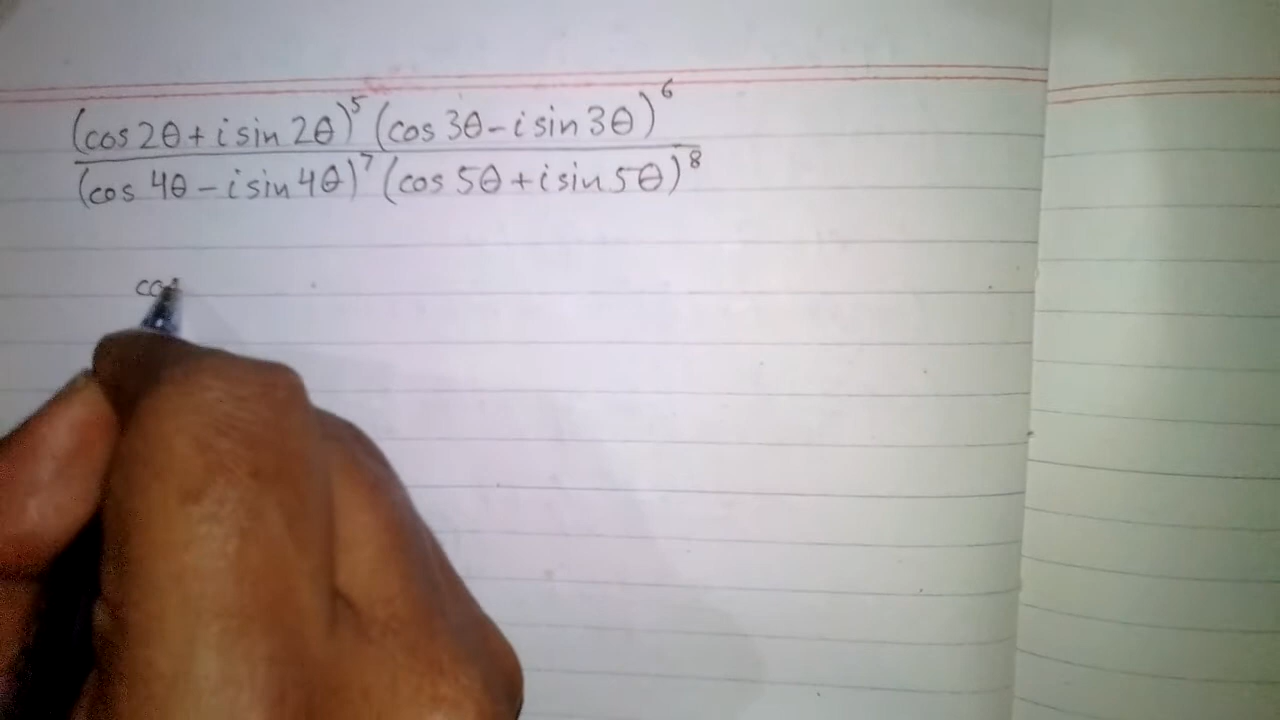 (cos 2θ + i sin 2θ)⁵ (cos 3θ − i sin 3θ)⁶
(cos 4θ − i sin 4θ)⁷ (cos 5θ + i sin 5θ)⁸